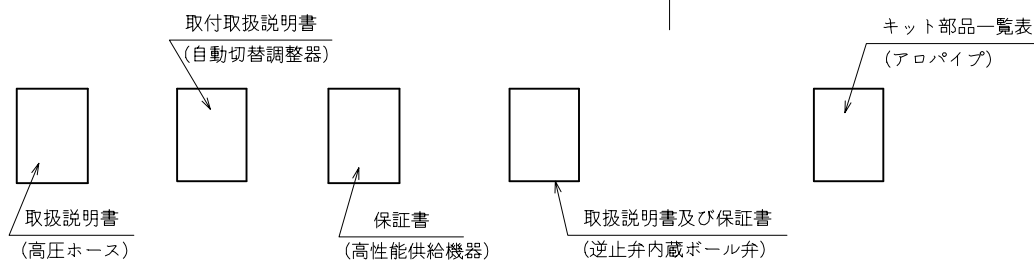 取付取扱説明書
(自動切替調整器)
キット部品一覧表
(アロパイプ)
取扱説明書
(高圧ホース)
保証書
(高性能供給機器)
取扱説明書及び保証書
(逆止弁内蔵ボール弁)